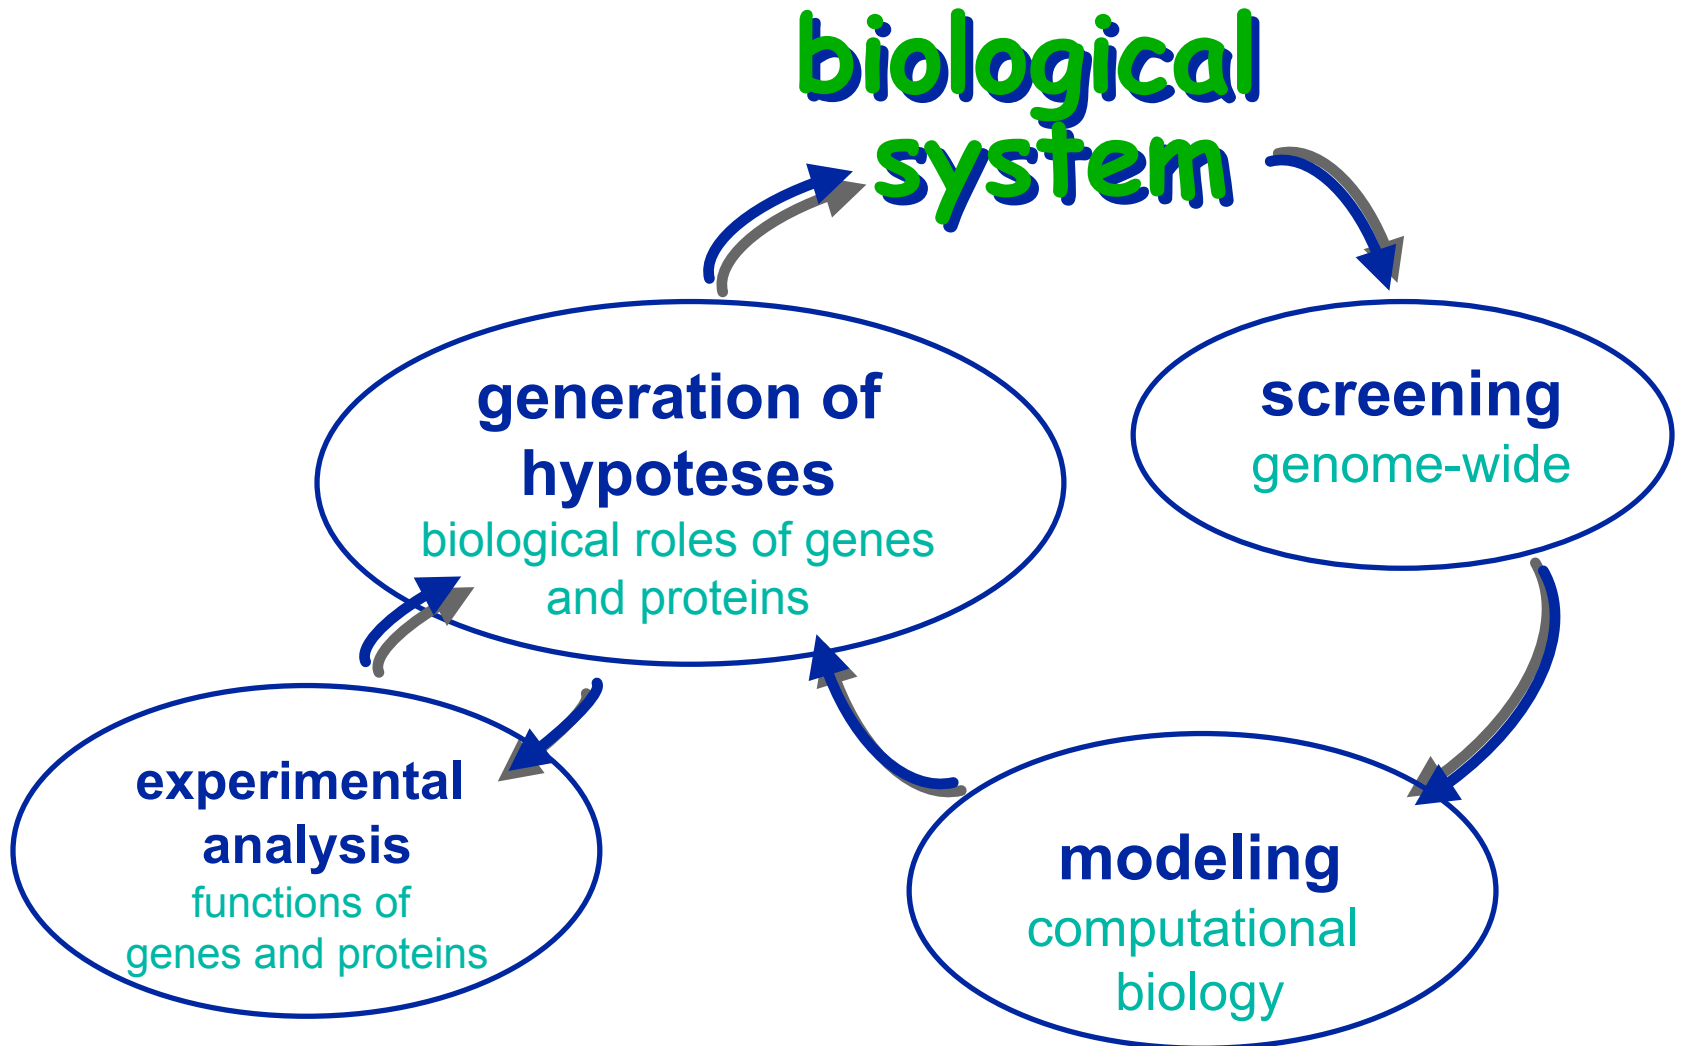 biological
system
generation of
hypoteses
biological roles of genes
and proteins
screening
genome-wide
experimental
analysis
functions of
genes and proteins
modeling
computational
biology